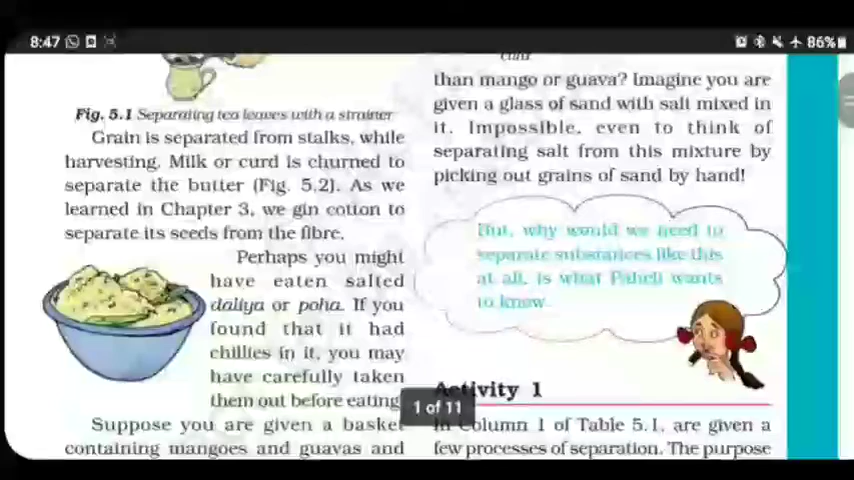 8:47
86%
Fig. 5.1 Separating tea leaves with a strainer
Grain is separated from stalks, while
harvesting. Milk or curd is churned to
separate the butter (Fig. 5.2). As we
learned in Chapter 3, we gin cotton to
separate its seeds from the fibre.
Perhaps you might
have eaten salted
daliya or poha. If you
found that it had
chillies in it, you may
have carefully taken
them out before eating.
Suppose you are given a basket
containing mangoes and guavas and
than mango or guava? Imagine you are
given a glass of sand with salt mixed in
it. Impossible, even to think of
separating salt from this mixture by
picking out grains of sand by hand!
But, why would we need to
separate substances like this
at all, is what Paheli wants
to know.
Activity 1
1 of 11
In Column 1 of Table 5.1, are given a
few processes of separation. The purpose